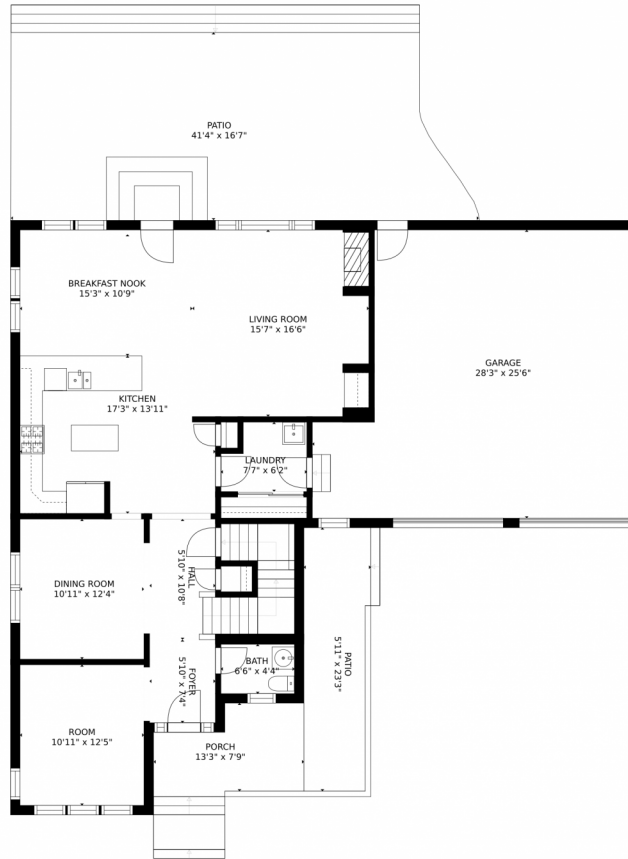 PATIO
41'4" x 16'7"
BREAKFAST NOOK
15'3" x 10'9"
LIVING ROOM
15'7" x 16'6"
GARAGE
28'3" x 25'6"
KITCHEN
17'3" x 13'11"
LAUNDRY
7'7" x 6'2"
DINING ROOM
10'11" x 12'4"
HALL
5'10" x 10'8"
FOYER
5'10" x 7'4"
BATH
6'6" x 4'4"
PATIO
5'11" x 23'3"
ROOM
10'11" x 12'5"
PORCH
13'3" x 7'9"